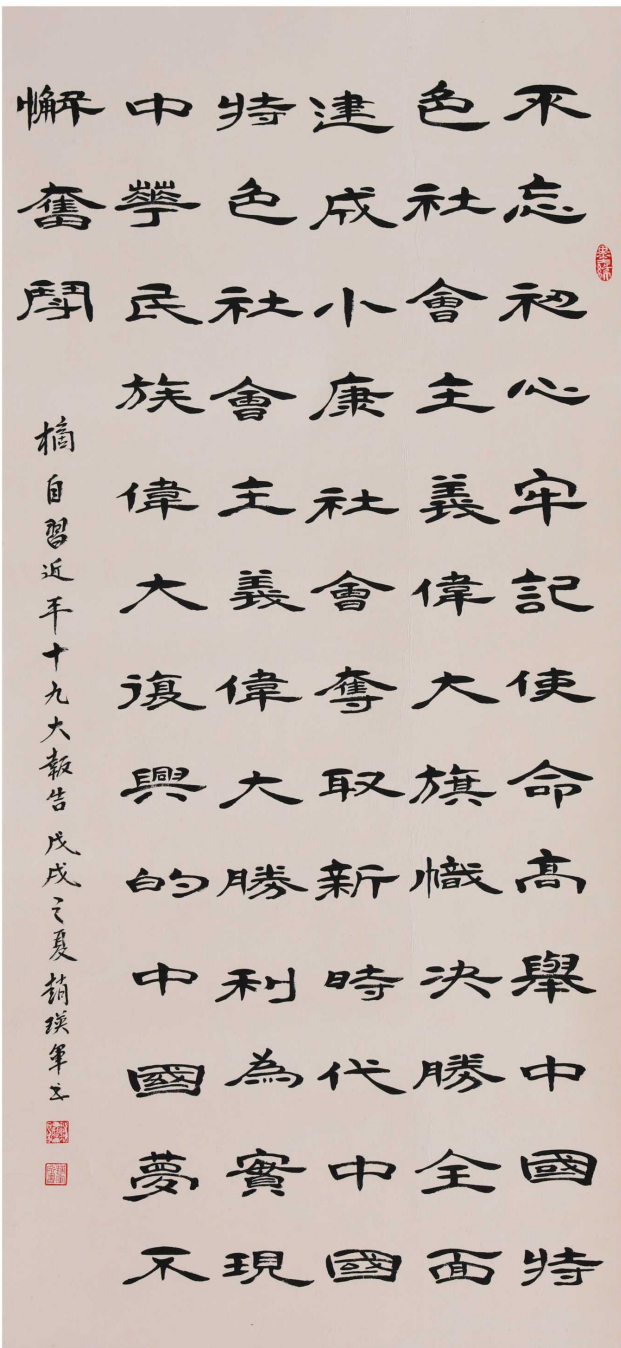 不忘初心牢記使命高舉中國特
色社會主義偉大旗幟決勝全面
建成小康社會奪取新時代中國
特色社會主義偉大勝利為實現
中華民族偉大復興的中國夢不
懈奮鬥
摘自習近平十九大報告 戊戌之夏 趙瑛軍書